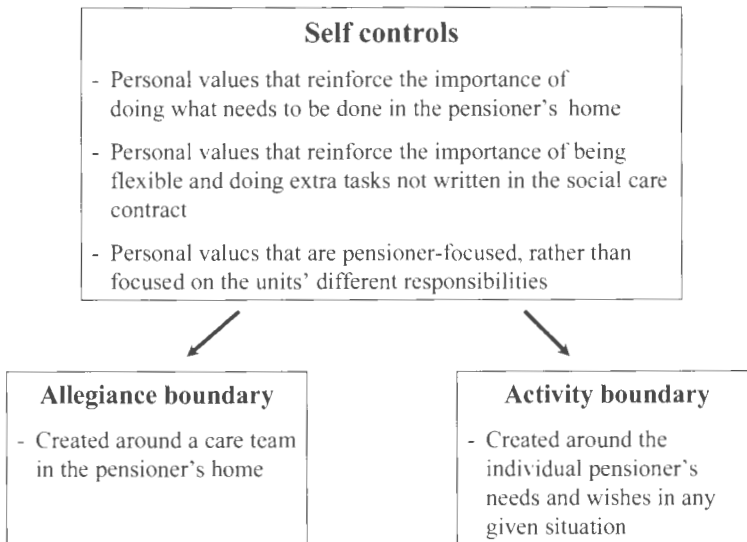 Self controls
- Personal values that reinforce the importance of
doing what needs to be done in the pensioner's home
- Personal values that reinforce the importance of being
flexible and doing extra tasks not written in the social care
contract
- Personal values that are pensioner-focused, rather than
focused on the units' different responsibilities
Allegiance boundary
- Created around a care team
in the pensioner's home
Activity boundary
- Created around the
individual pensioner's
needs and wishes in any
given situation